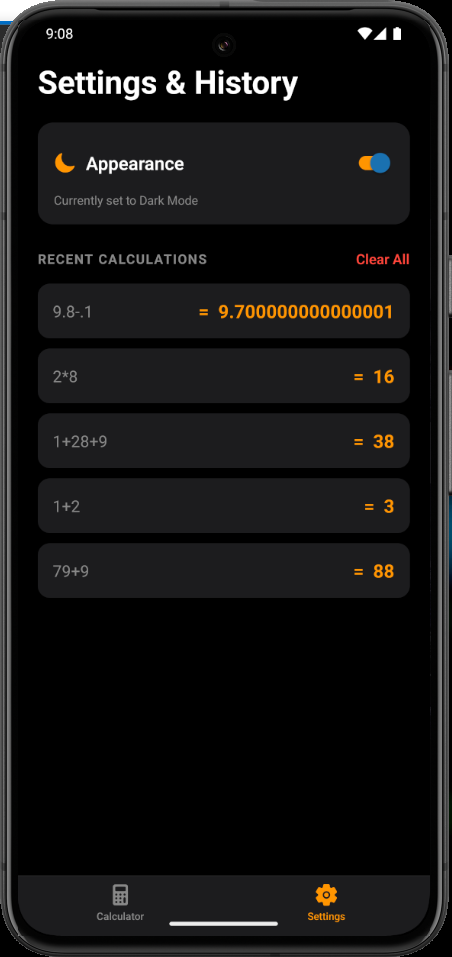 9:08
Settings & History
Appearance
Currently set to Dark Mode
RECENT CALCULATIONS Clear All
9.8-.1 = 9.700000000000001
2*8 = 16
1+28+9 = 38
1+2 = 3
79+9 = 88
Calculator Settings